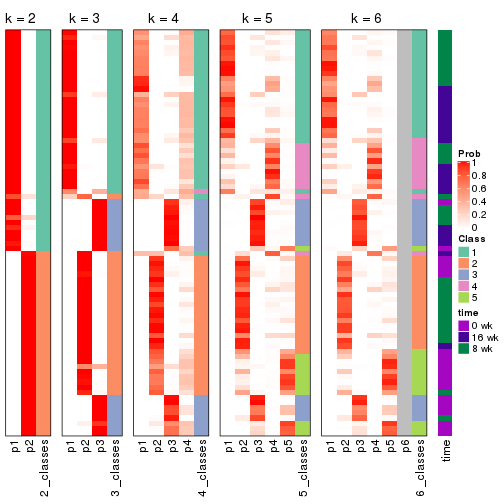 k = 2
k = 3
k = 4
k = 5
k = 6
p1
p2
2_classes
p1
p2
p3
3_classes
p1
p2
p3
p4
4_classes
p1
p2
p3
p4
p5
5_classes
p1
p2
p3
p4
p5
p6
6_classes
time
Prob
1
0.8
0.6
0.4
0.2
0
Class
1
2
3
4
5
time
0 wk
16 wk
8 wk